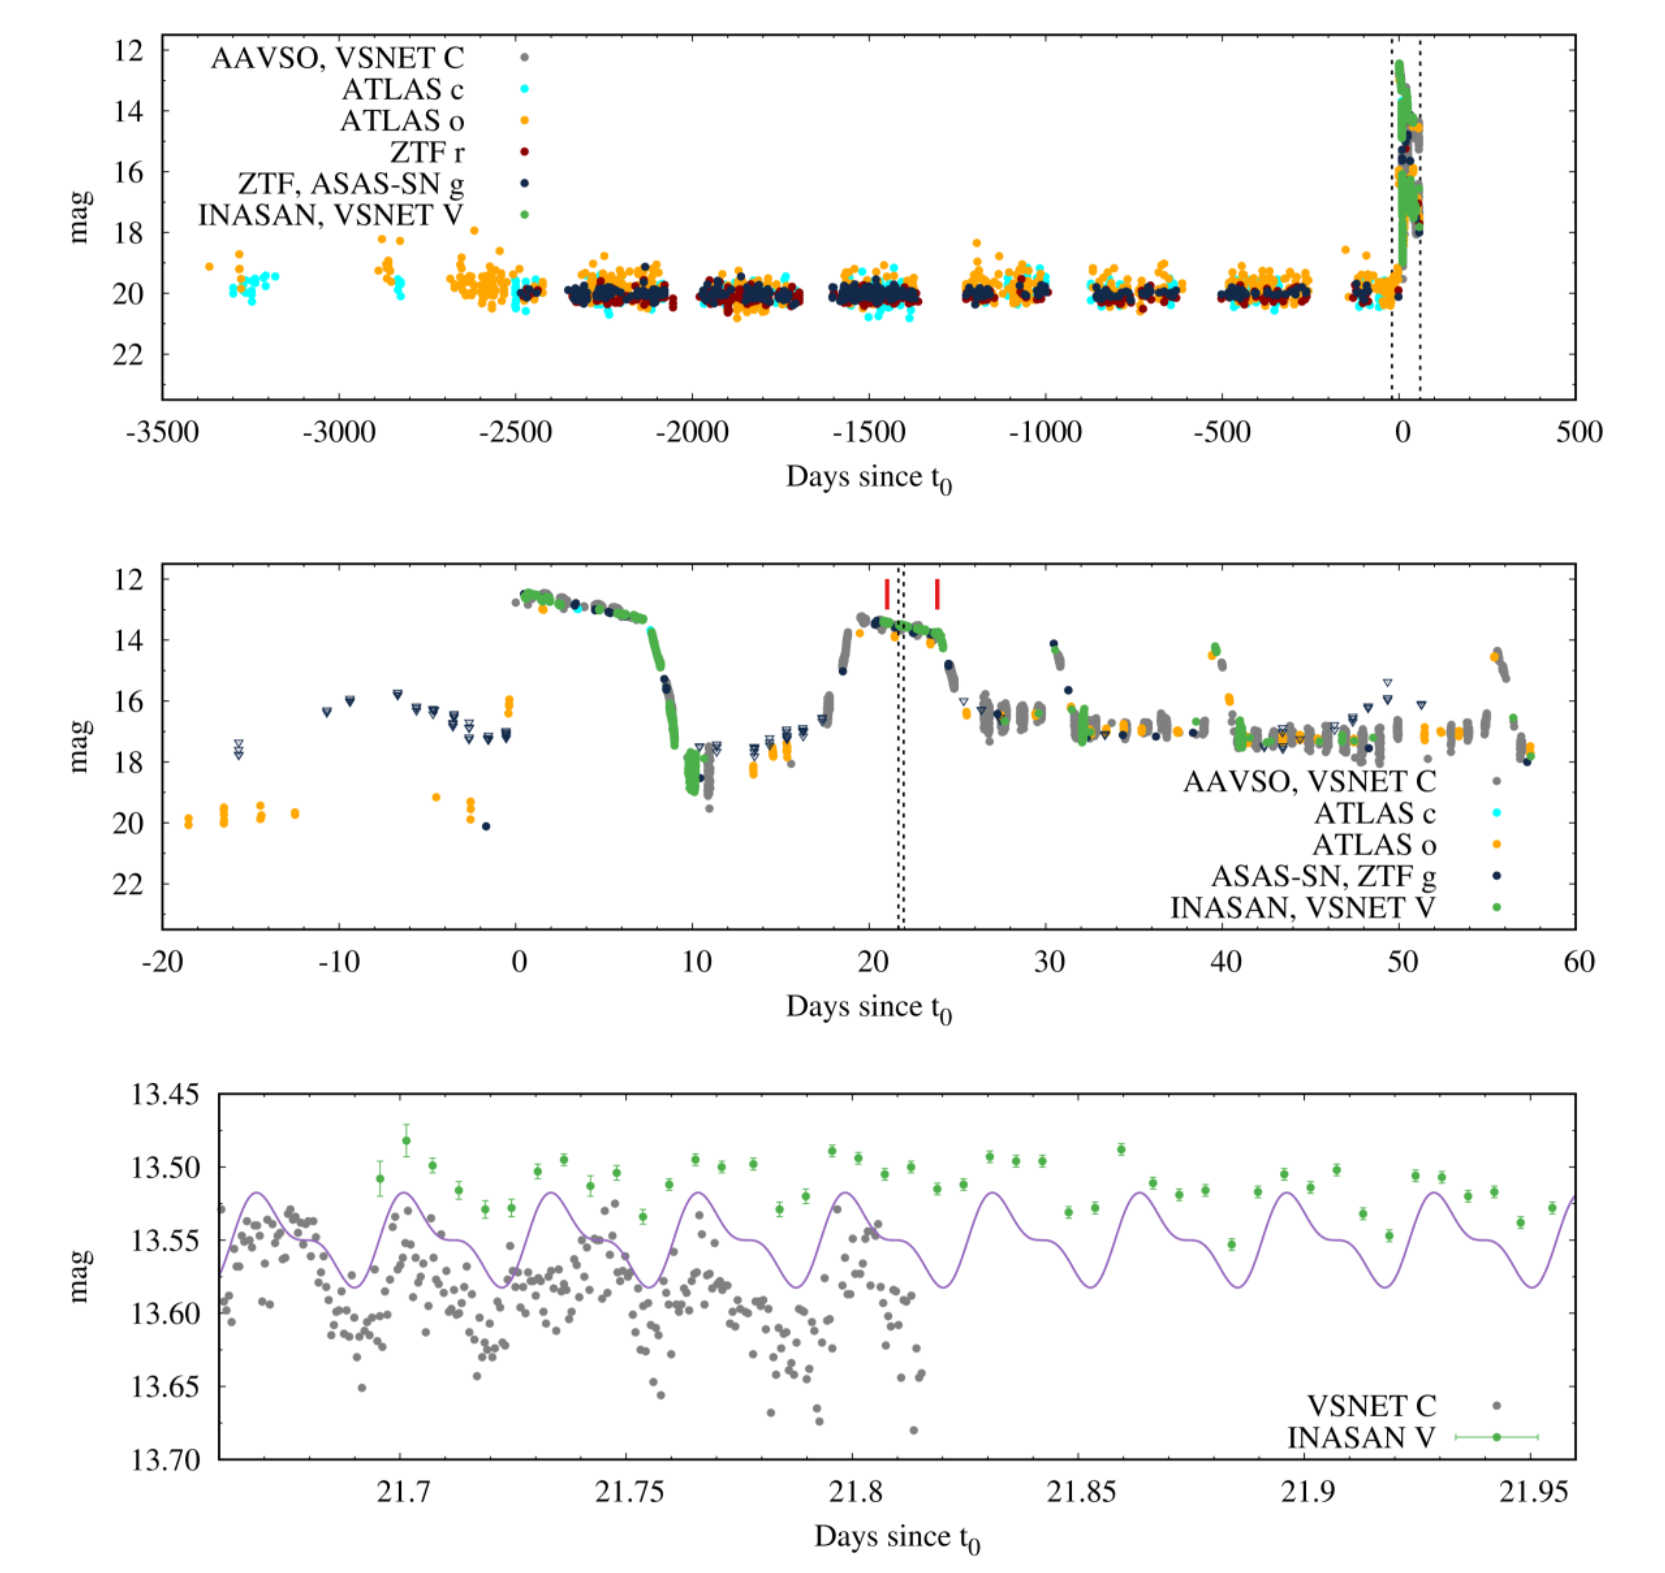 12
14
16
18
20
22
mag
AAVSO, VSNET C
ATLAS c
ATLAS o
ZTF r
ZTF, ASAS-SN g
INASAN, VSNET V
-3500 -3000 -2500 -2000 -1500 -1000 -500 0 500
Days since t0
12
14
16
18
20
22
mag
AAVSO, VSNET C
ATLAS c
ATLAS o
ASAS-SN, ZTF g
INASAN, VSNET V
-20 -10 0 10 20 30 40 50 60
Days since t0
13.45
13.50
13.55
13.60
13.65
13.70
mag
VSNET C
INASAN V
21.7 21.75 21.8 21.85 21.9 21.95
Days since t0